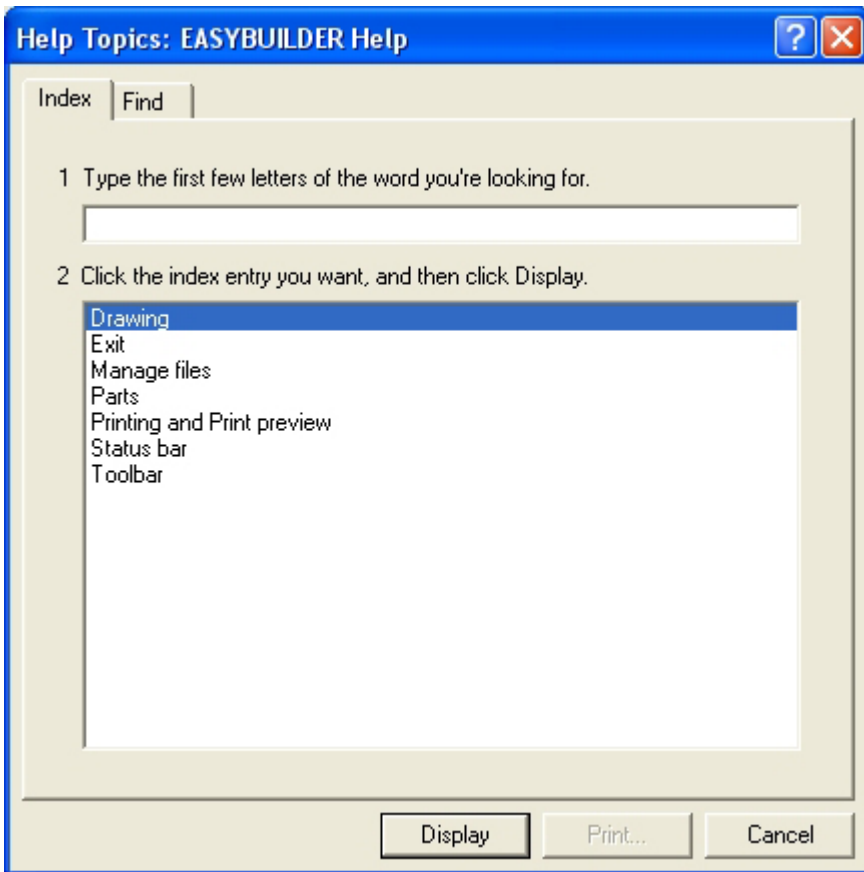 Help Topics: EASYBUILDER Help
Index Find
1 Type the first few letters of the word you're looking for.
2 Click the index entry you want, and then click Display.
Drawing
Exit
Manage files
Parts
Printing and Print preview
Status bar
Toolbar
Display Print... Cancel